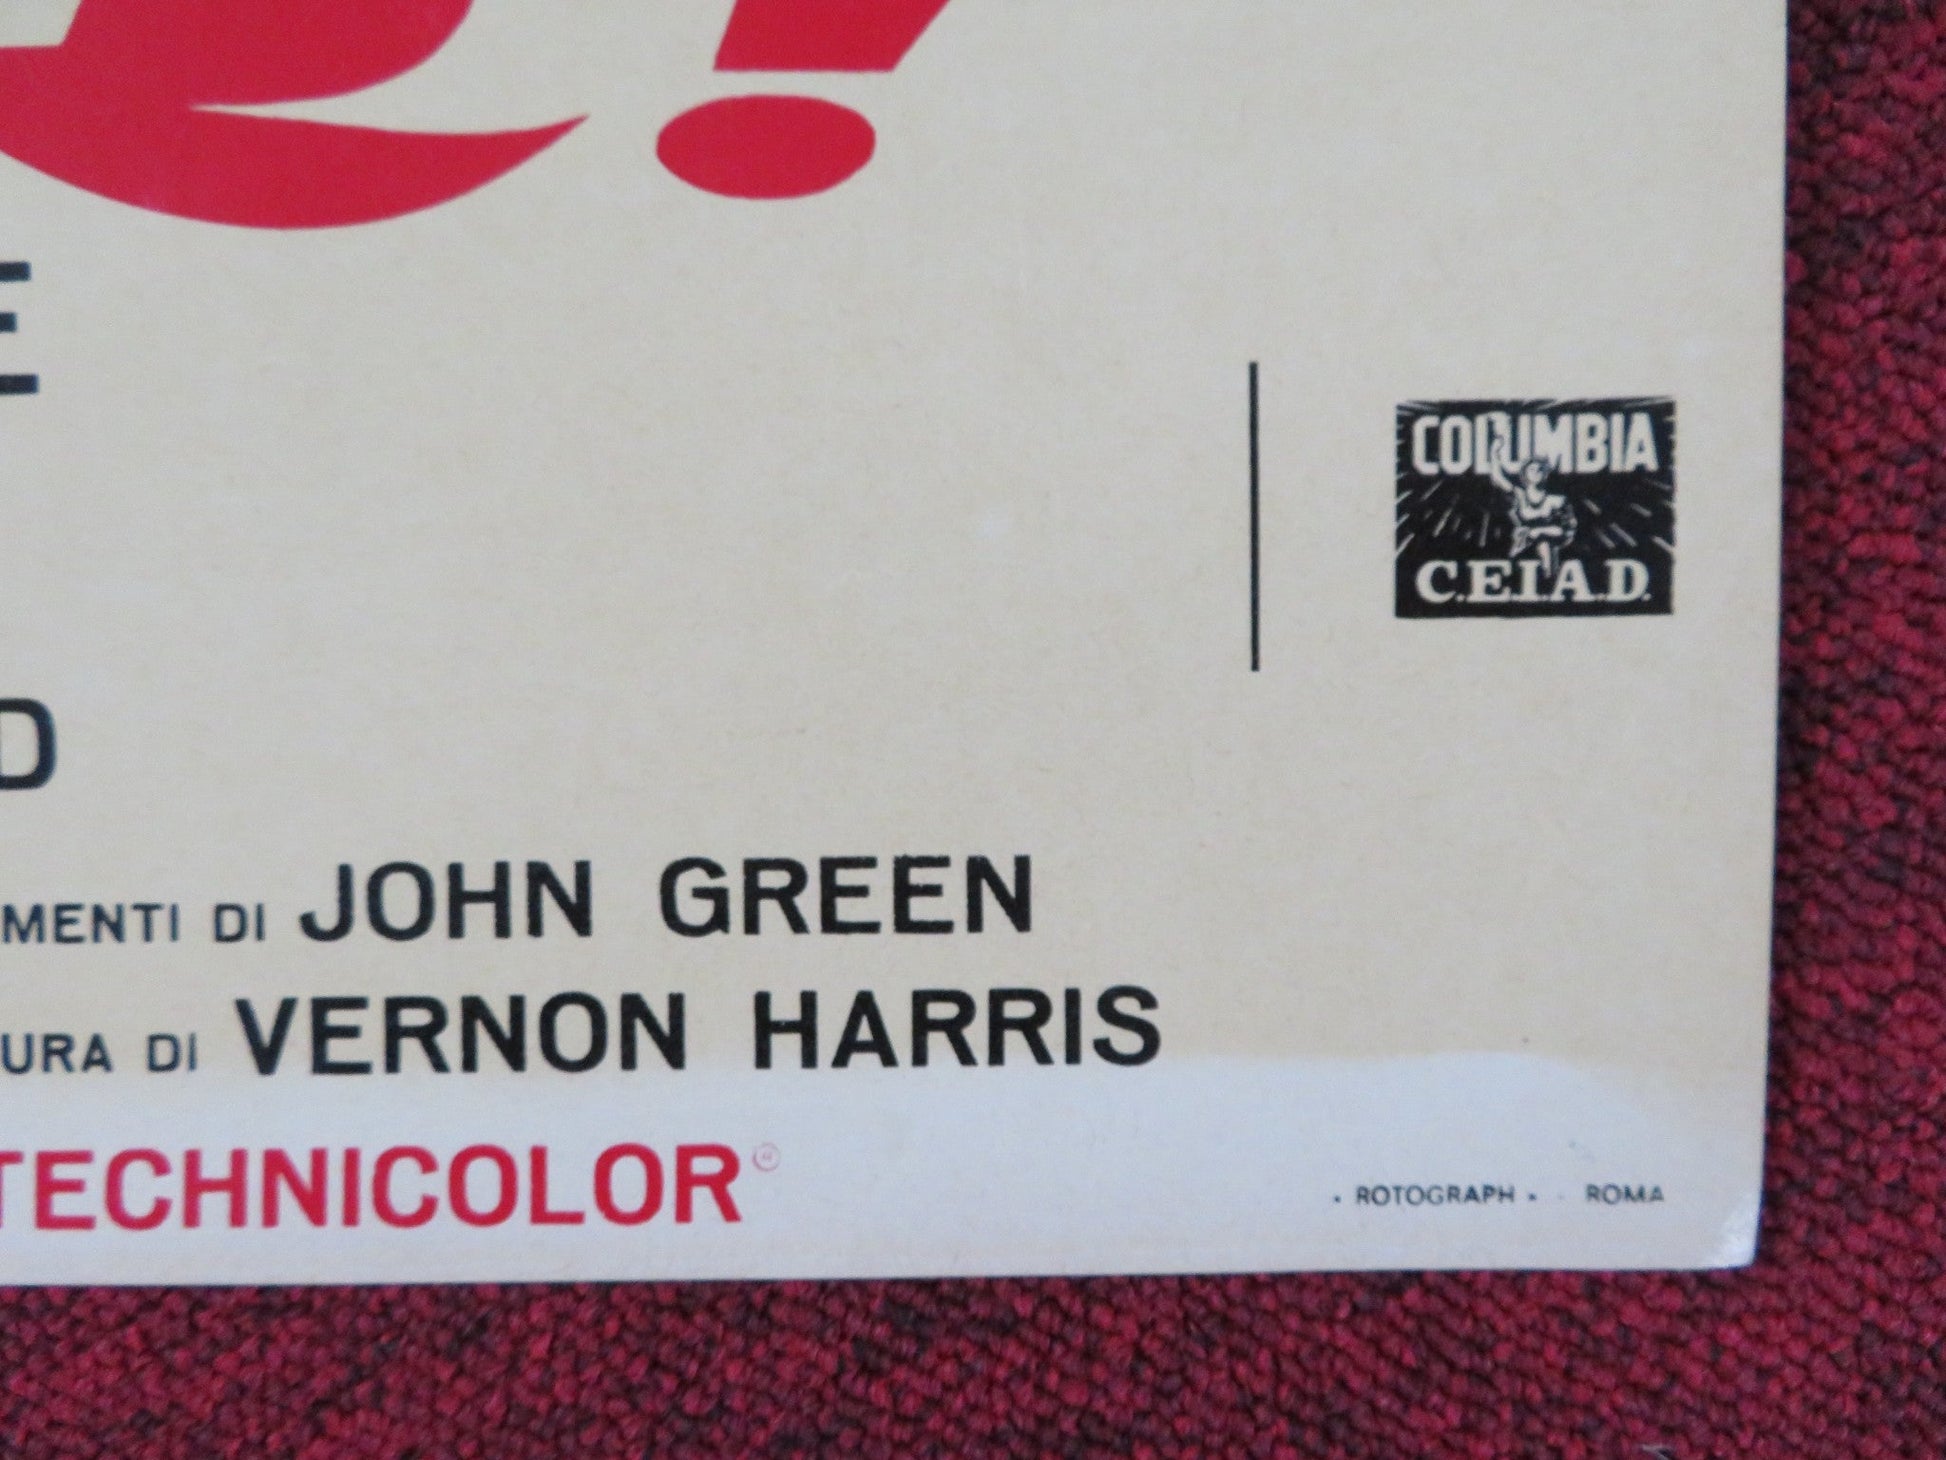 !
E
COLUMBIA
C.E.I.A.D.
D
MENTI DI JOHN GREEN
URA DI VERNON HARRIS
TECHNICOLOR®
. ROTOGRAPH . ROMA